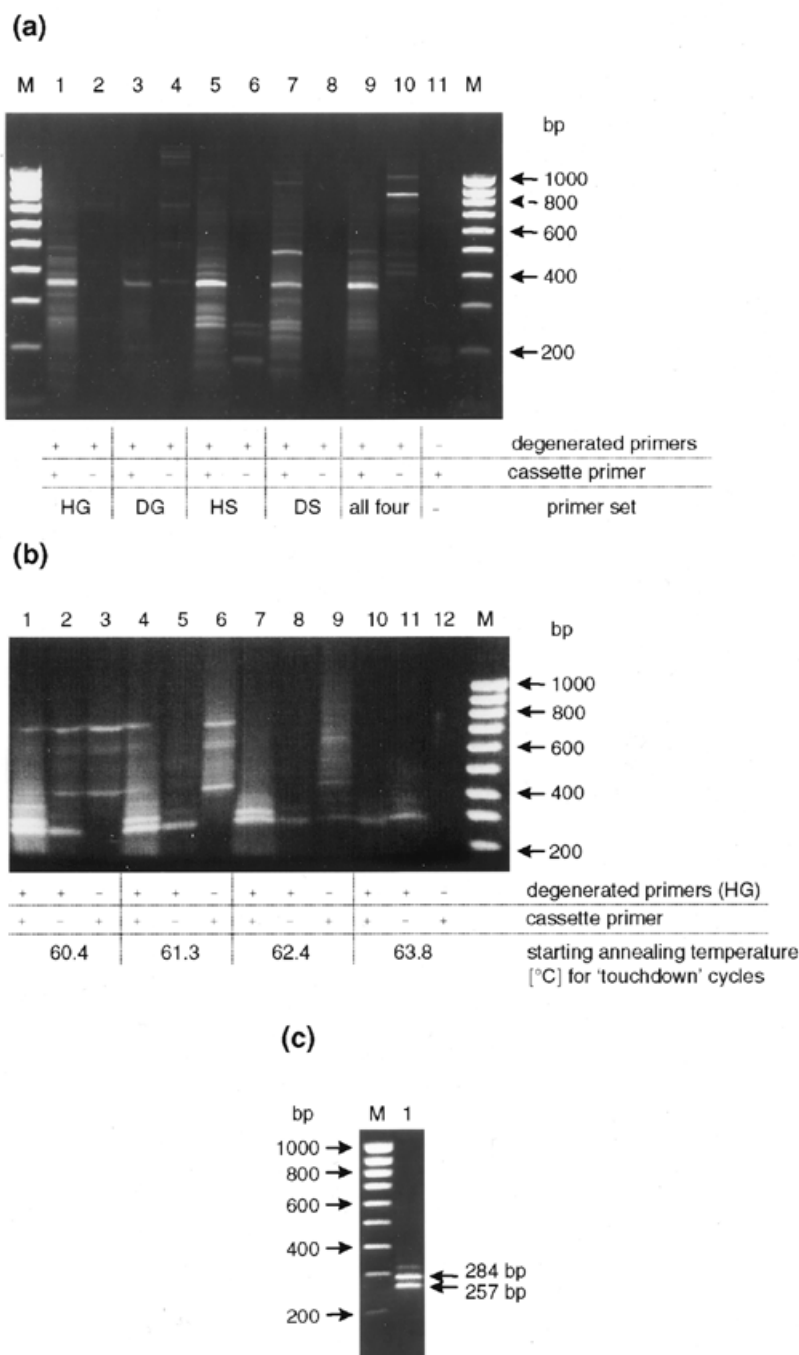 (a)
M 1 2 3 4 5 6 7 8 9 10 11 M
bp
1000
800
600
400
200
+ + + + + + + + + + - degenerated primers
+ - + - + - + - + - + cassette primer
HG DG HS DS all four - primer set
(b)
1 2 3 4 5 6 7 8 9 10 11 12 M
bp
1000
800
600
400
200
+ + - + + - + + - + + - degenerated primers (HG)
+ - + + - + + - + + - + cassette primer
60.4 61.3 62.4 63.8 starting annealing temperature
[°C] for 'touchdown' cycles
(c)
bp M 1
1000
800
600
400
284 bp
257 bp
200